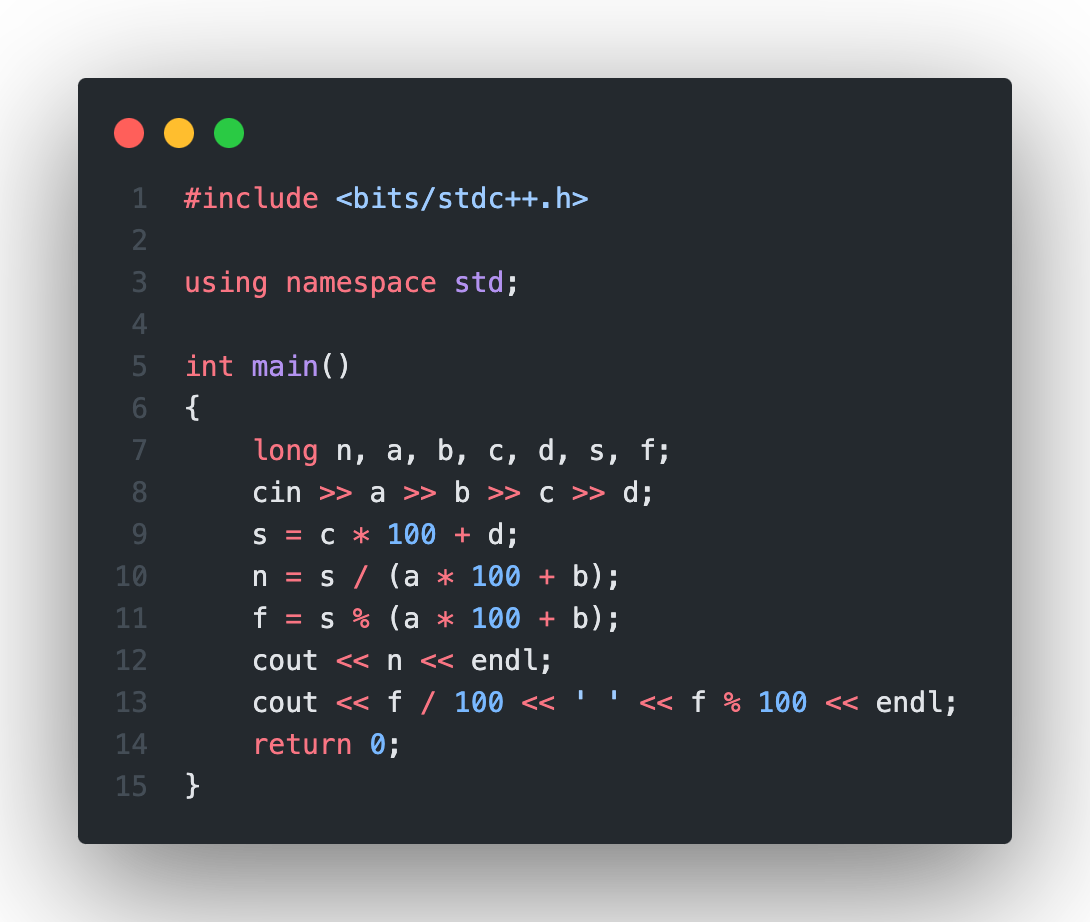 1 #include <bits/stdc++.h>
2
3 using namespace std;
4
5 int main()
6 {
7     long n, a, b, c, d, s, f;
8     cin >> a >> b >> c >> d;
9     s = c * 100 + d;
10     n = s / (a * 100 + b);
11     f = s % (a * 100 + b);
12     cout << n << endl;
13     cout << f / 100 << ' ' << f % 100 << endl;
14     return 0;
15 }